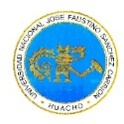 UNIVERSIDAD NACIONAL JOSE FAUSTINO SANCHEZ CARRION
- HUACHO -